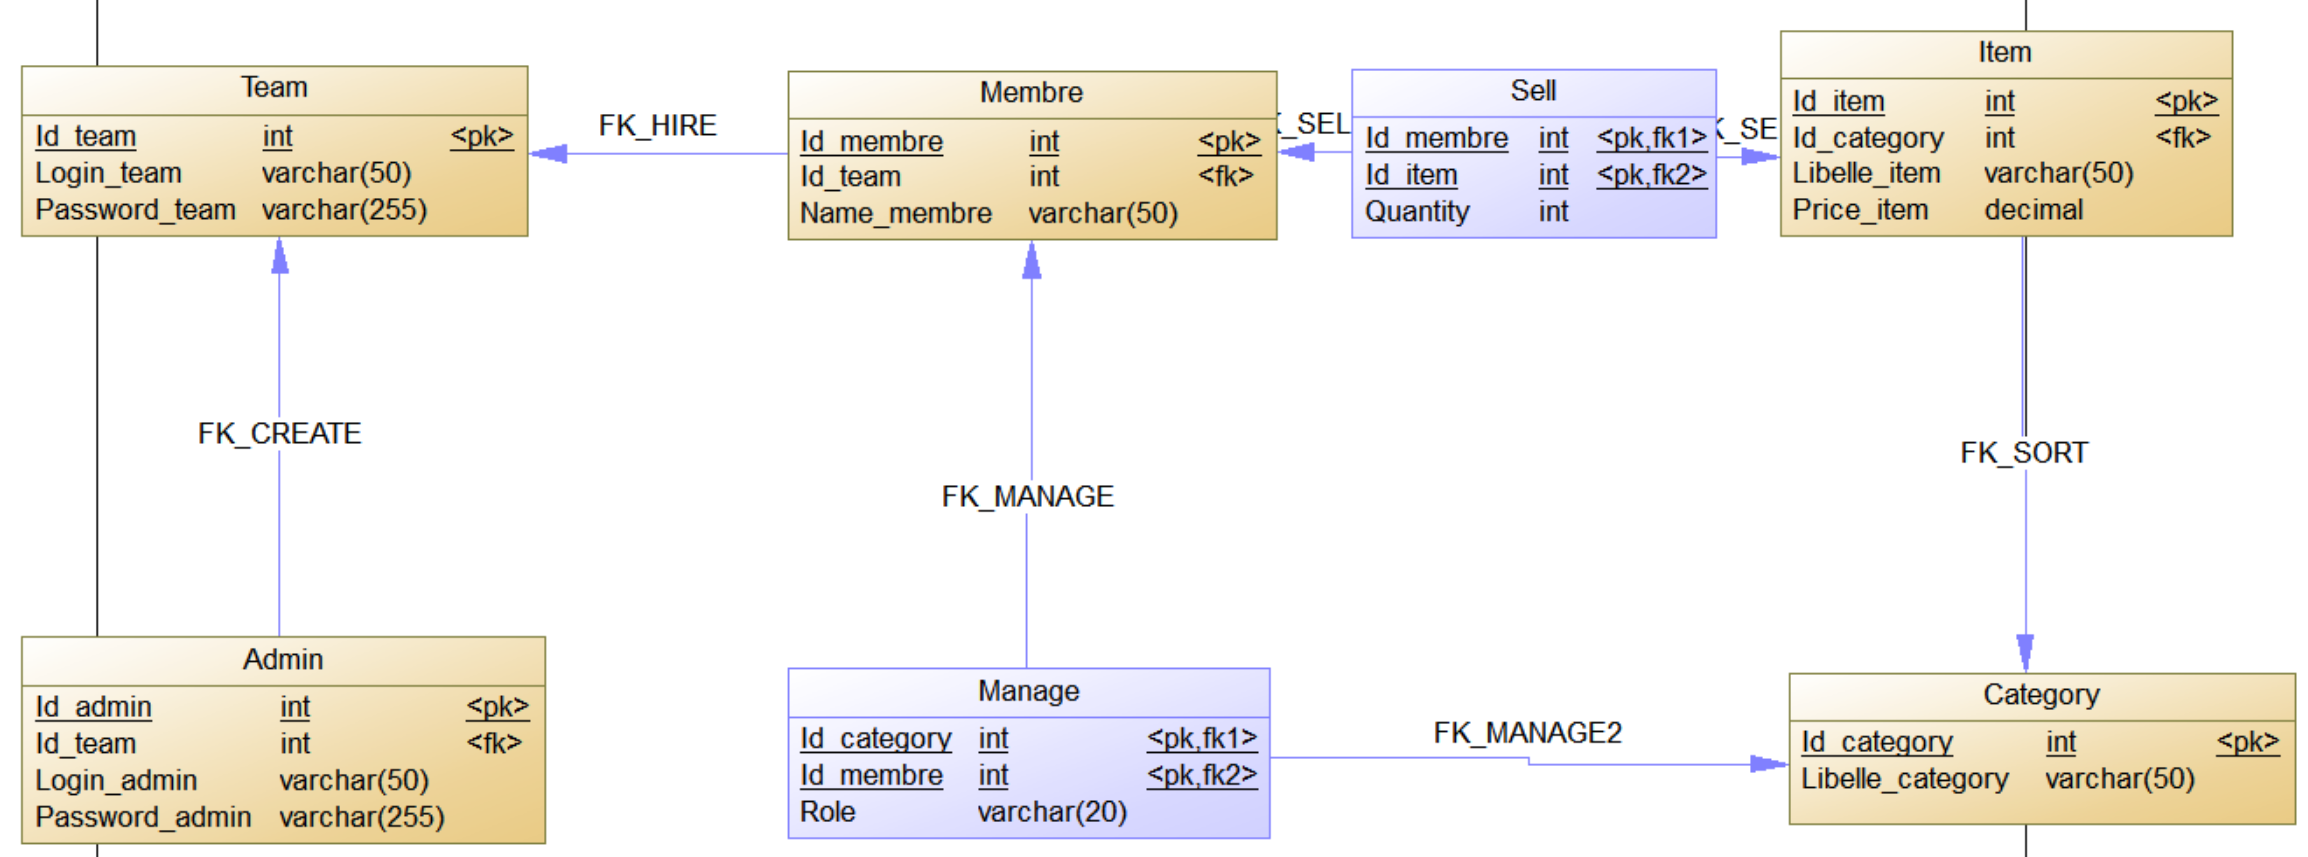 Team
Id_team int <pk>
Login_team varchar(50)
Password_team varchar(255)
FK_HIRE
Membre
Id_membre int <pk>
Id_team int <fk>
Name_membre varchar(50)
_SEL
Sell
Id_membre int <pk,fk1>
Id_item int <pk,fk2>
Quantity int
_SE
Item
Id_item int <pk>
Id_category int <fk>
Libelle_item varchar(50)
Price_item decimal
FK_CREATE
FK_MANAGE
FK_SORT
Admin
Id_admin int <pk>
Id_team int <fk>
Login_admin varchar(50)
Password_admin varchar(255)
Manage
Id_category int <pk,fk1>
Id_membre int <pk,fk2>
Role varchar(20)
FK_MANAGE2
Category
Id_category int <pk>
Libelle_category varchar(50)